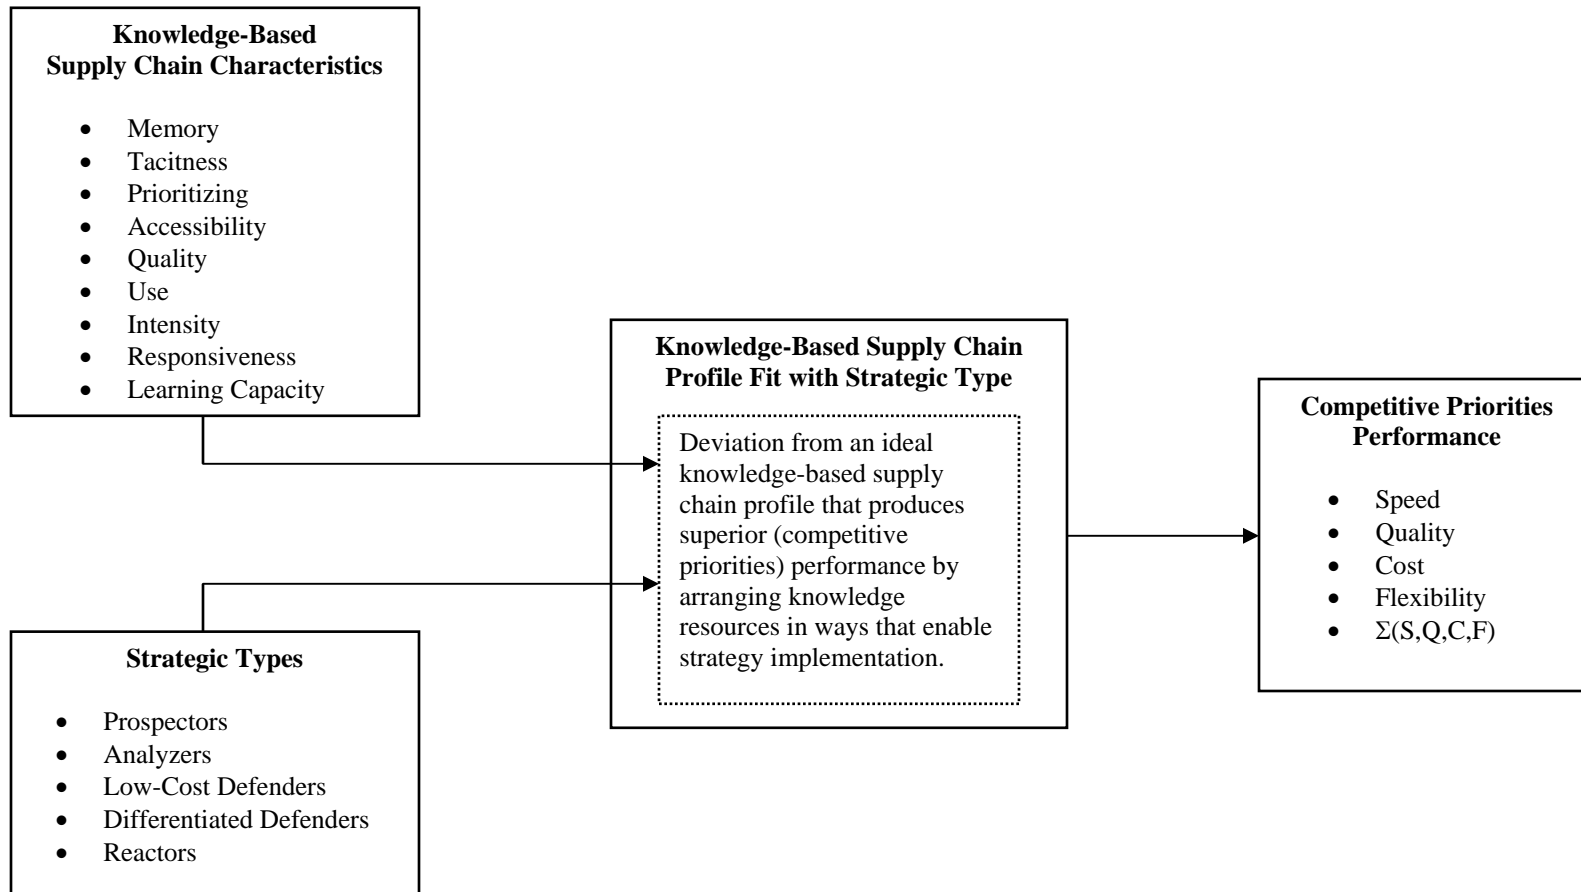 Knowledge-Based
Supply Chain Characteristics
• Memory
• Tacitness
• Prioritizing
• Accessibility
• Quality
• Use
• Intensity
• Responsiveness
• Learning Capacity
Strategic Types
• Prospectors
• Analyzers
• Low-Cost Defenders
• Differentiated Defenders
• Reactors
Knowledge-Based Supply Chain
Profile Fit with Strategic Type
Deviation from an ideal
knowledge-based supply
chain profile that produces
superior (competitive
priorities) performance by
arranging knowledge
resources in ways that enable
strategy implementation.
Competitive Priorities
Performance
• Speed
• Quality
• Cost
• Flexibility
• Σ(S,Q,C,F)